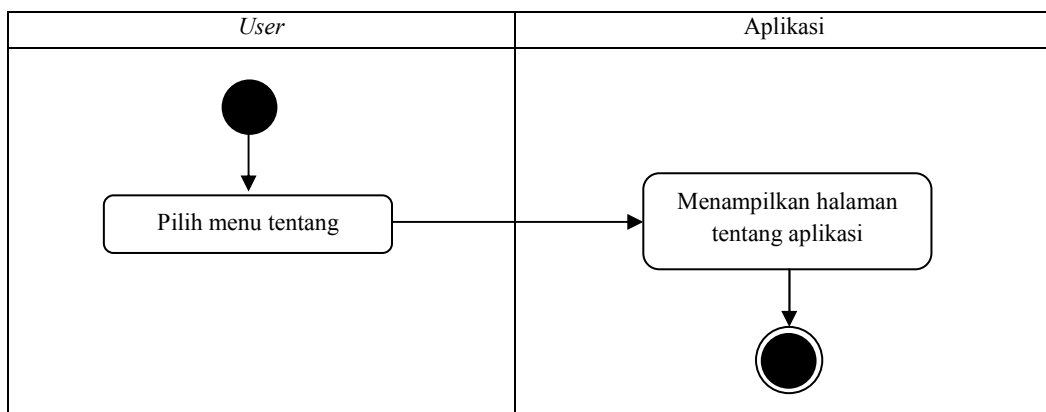 User
Aplikasi
Pilih menu tentang
Menampilkan halaman
tentang aplikasi